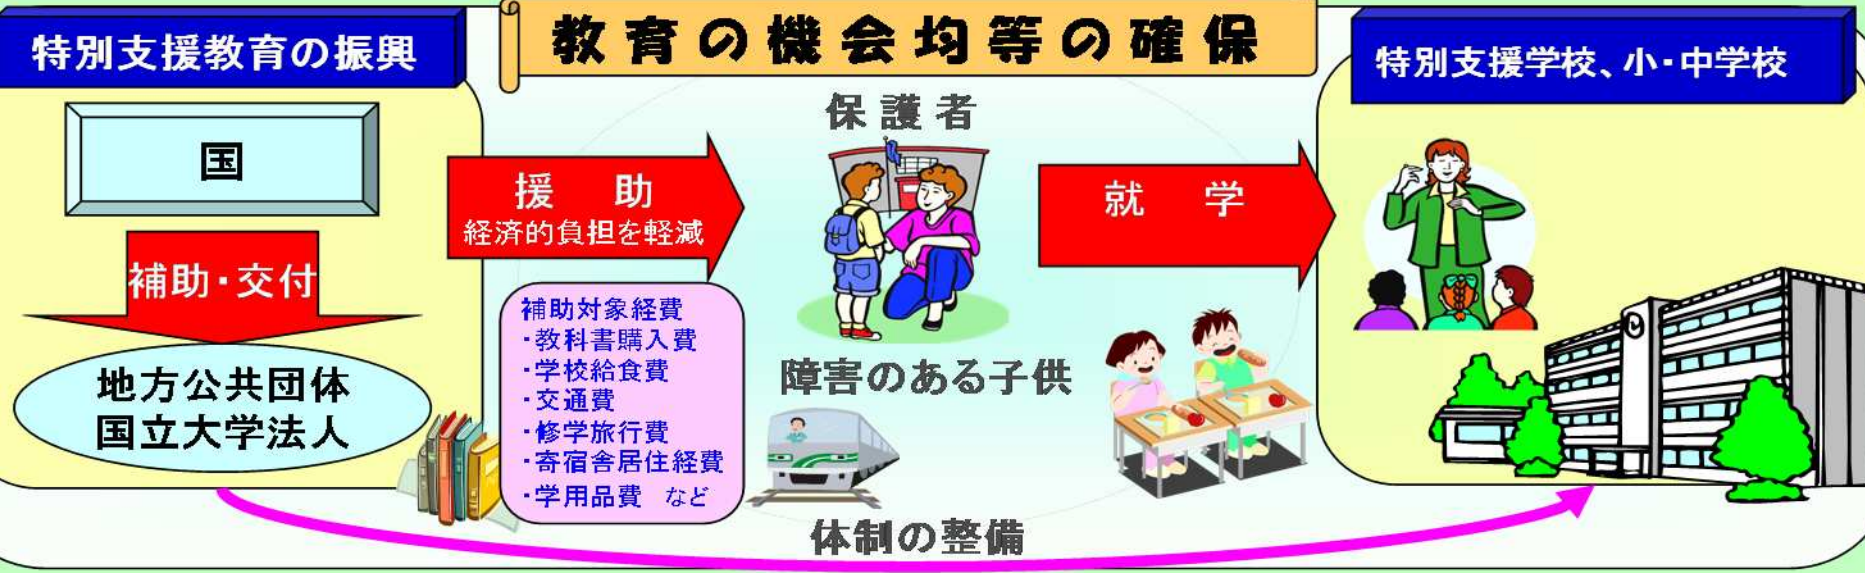 教育の機会均等の確保
特別支援教育の振興
国
補助・交付
地方公共団体
国立大学法人
援　助
経済的負担を軽減
補助対象経費
・教科書購入費
・学校給食費
・交通費
・修学旅行費
・寄宿舎居住経費
・学用品費　など
保護者
障害のある子供
就　学
特別支援学校、小・中学校
体制の整備